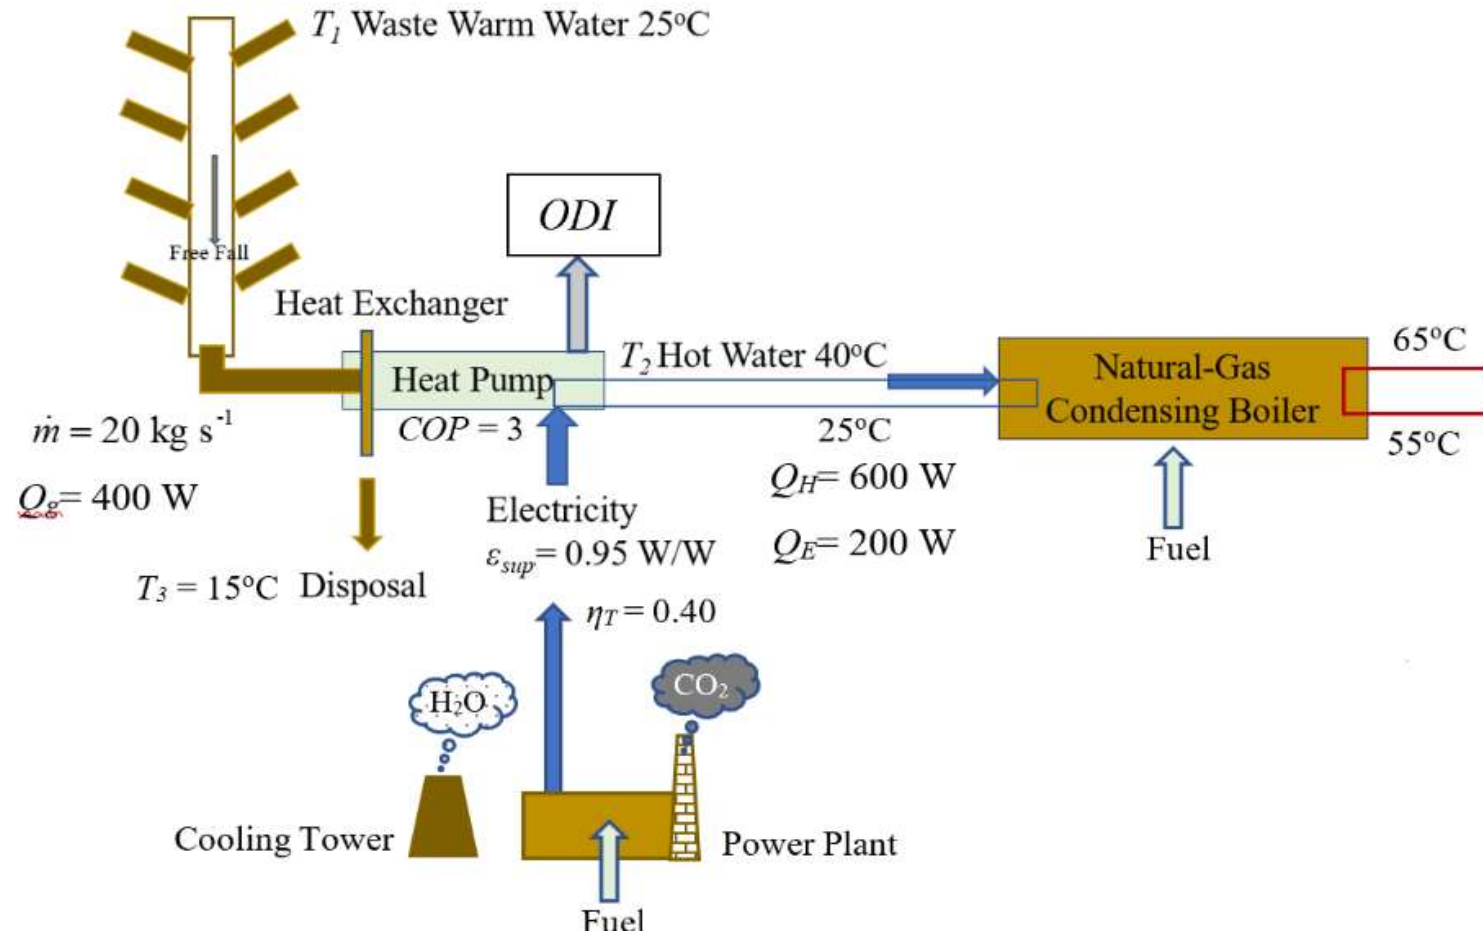 T1 Waste Warm Water 25°C
Free Fall
ODI
Heat Exchanger
Heat Pump
T2 Hot Water 40°C
Natural-Gas
Condensing Boiler
65°C
55°C
ṁ = 20 kg s-1
COP = 3
25°C
Qg= 400 W
QH= 600 W
Electricity
εsup= 0.95 W/W
QE= 200 W
Fuel
T3 = 15°C
Disposal
ηT = 0.40
H2O
CO2
Cooling Tower
Power Plant
Fuel